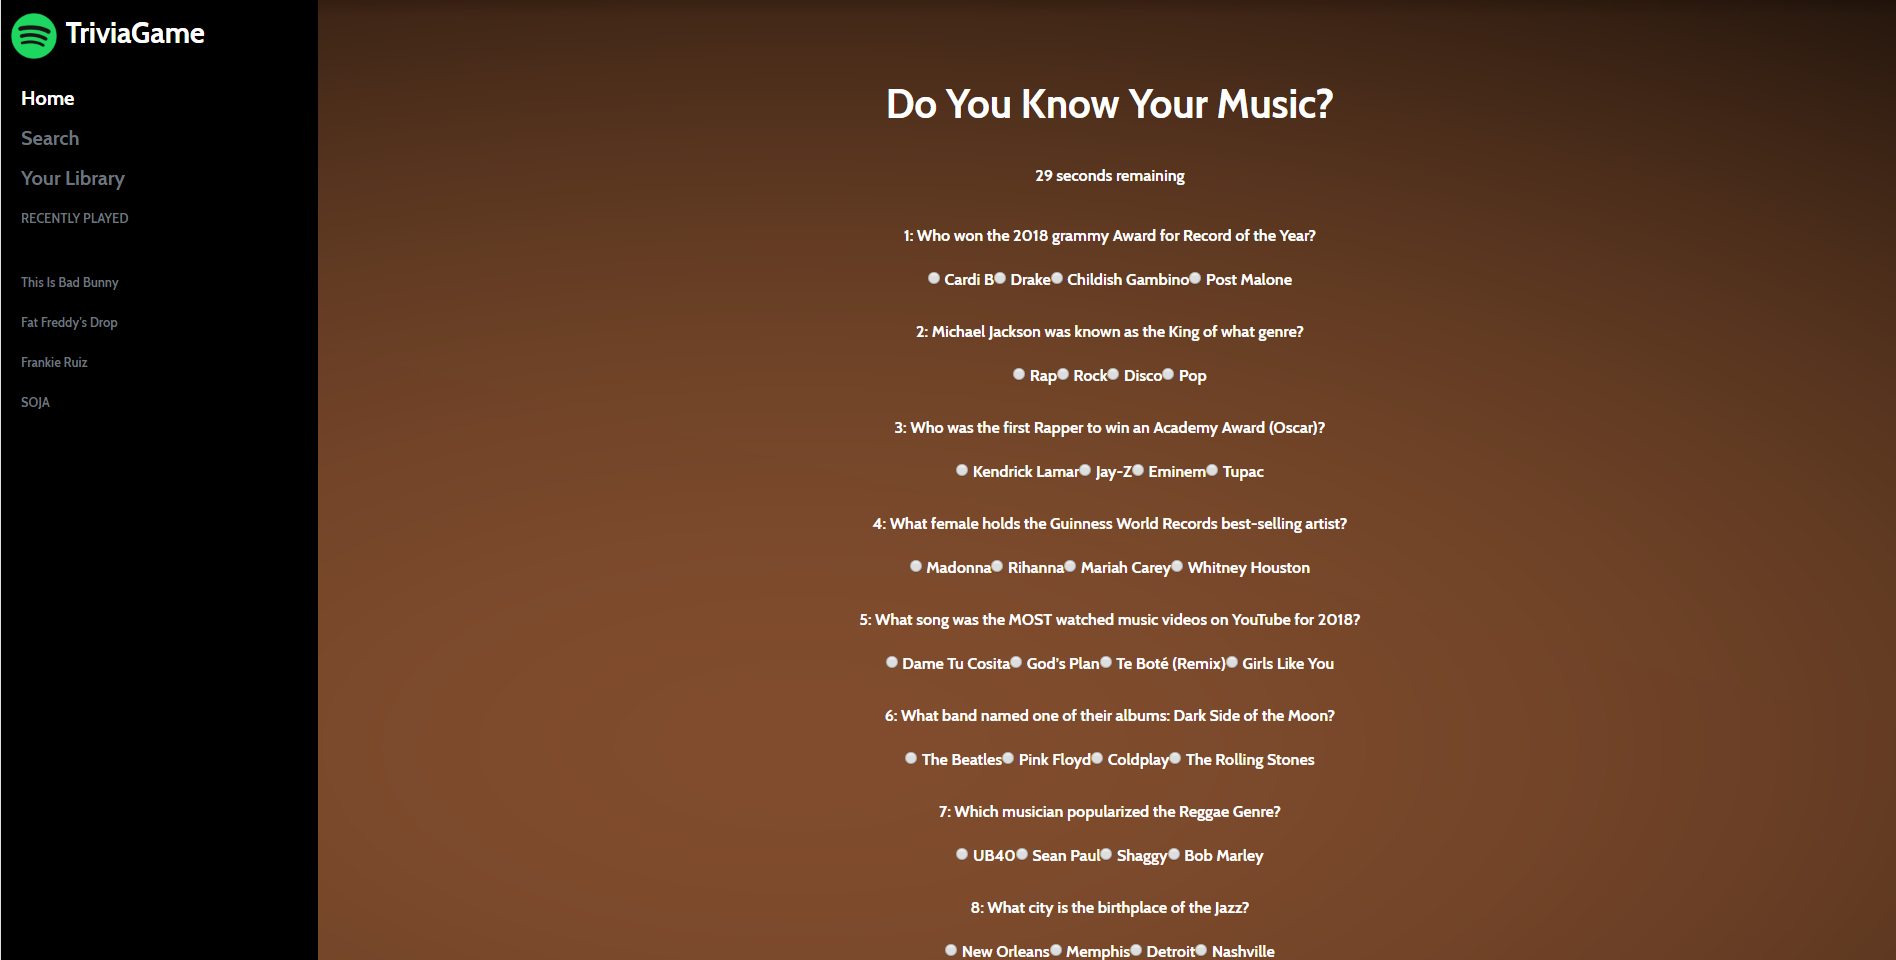 TriviaGame
Home
Search
Your Library
RECENTLY PLAYED
This Is Bad Bunny
Fat Freddy's Drop
Frankie Ruiz
SOJA
Do You Know Your Music?
29 seconds remaining
1: Who won the 2018 grammy Award for Record of the Year?
Cardi B Drake Childish Gambino Post Malone
2: Michael Jackson was known as the King of what genre?
Rap Rock Disco Pop
3: Who was the first Rapper to win an Academy Award (Oscar)?
Kendrick Lamar Jay-Z Eminem Tupac
4: What female holds the Guinness World Records best-selling artist?
Madonna Rihanna Mariah Carey Whitney Houston
5: What song was the MOST watched music videos on YouTube for 2018?
Dame Tu Cosita God's Plan Te Boté (Remix) Girls Like You
6: What band named one of their albums: Dark Side of the Moon?
The Beatles Pink Floyd Coldplay The Rolling Stones
7: Which musician popularized the Reggae Genre?
UB40 Sean Paul Shaggy Bob Marley
8: What city is the birthplace of the Jazz?
New Orleans Memphis Detroit Nashville